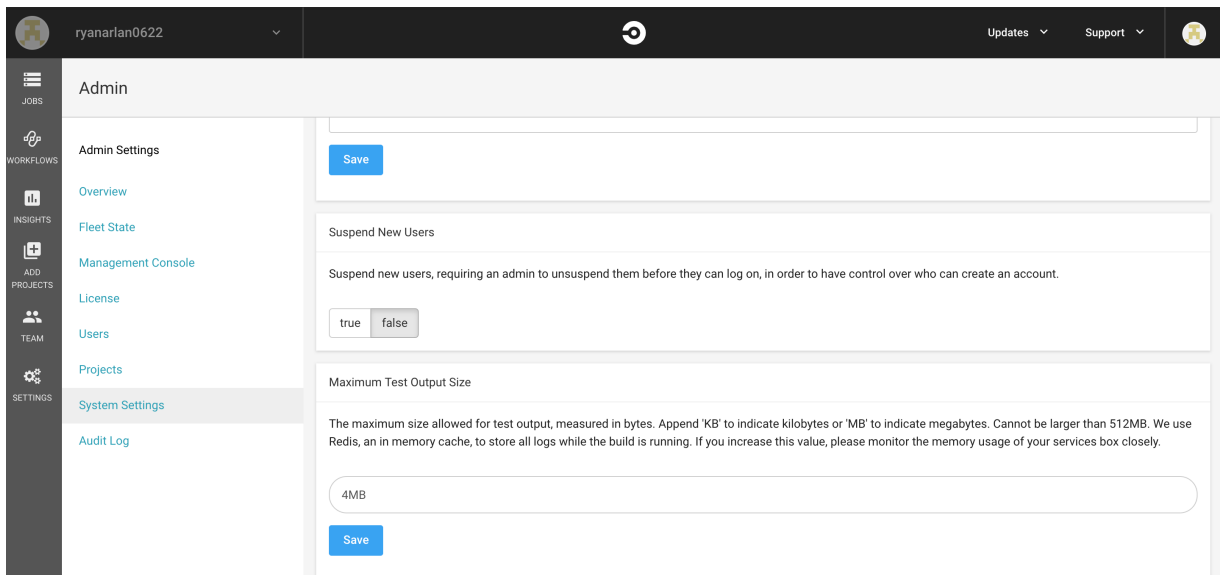 ryanarlan0622
Updates
Support
JOBS
WORKFLOWS
INSIGHTS
ADD
PROJECTS
TEAM
SETTINGS
Admin
Admin Settings
Overview
Fleet State
Management Console
License
Users
Projects
System Settings
Audit Log
Save
Suspend New Users
Suspend new users, requiring an admin to unsuspend them before they can log on, in order to have control over who can create an account.
true false
Maximum Test Output Size
The maximum size allowed for test output, measured in bytes. Append 'KB' to indicate kilobytes or 'MB' to indicate megabytes. Cannot be larger than 512MB. We use
Redis, an in memory cache, to store all logs while the build is running. If you increase this value, please monitor the memory usage of your services box closely.
4MB
Save